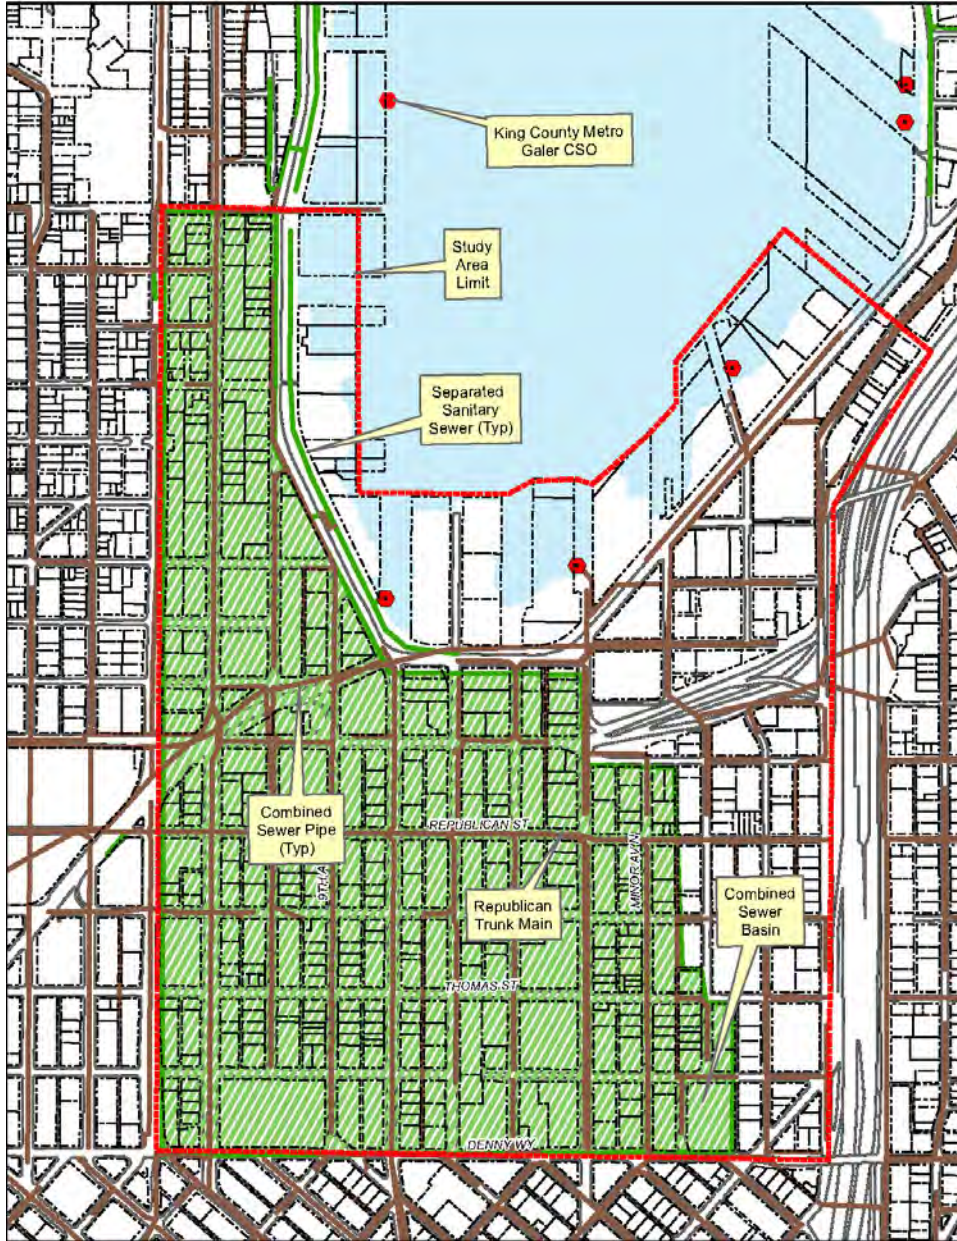 King County Metro
Galer CSO
Study
Area
Limit
Separated
Sanitary
Sewer (Typ)
Combined
Sewer Pipe
(Typ)
REPUBLICAN ST
9TH A
MINOR AV N
Republican
Trunk Main
Combined
Sewer
Basin
THOMAS ST
DENNY WY